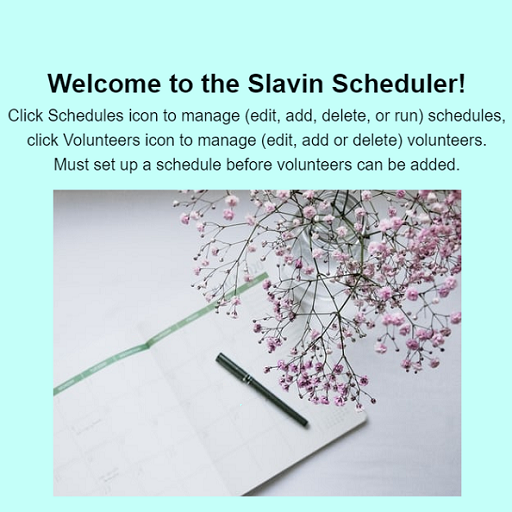 Welcome to the Slavin Scheduler!
Click Schedules icon to manage (edit, add, delete, or run) schedules,
click Volunteers icon to manage (edit, add or delete) volunteers.
Must set up a schedule before volunteers can be added.